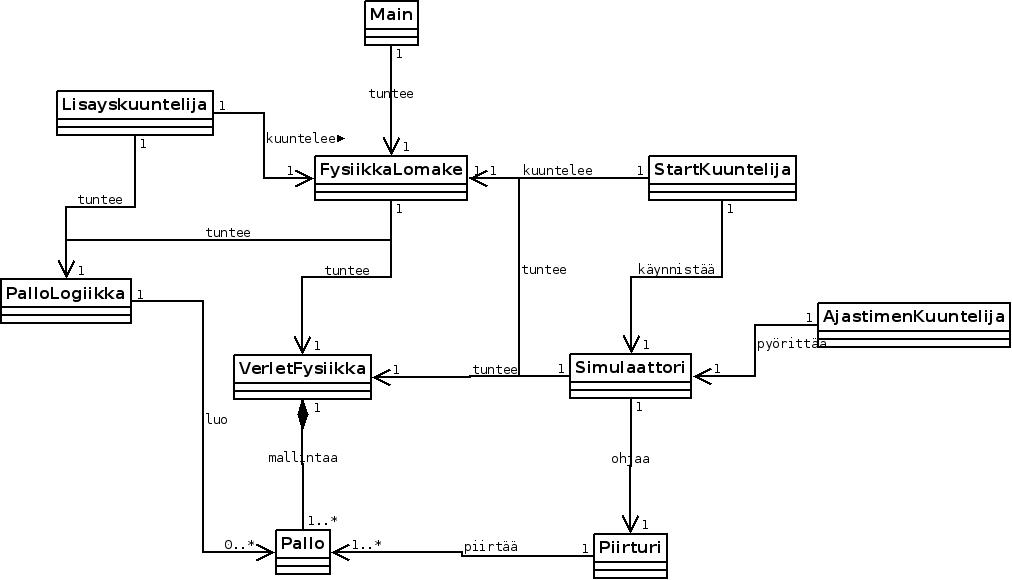 Main
1
tuntee
1
Lisayskuuntelija
1
1
kuuntelee
1
FysiikkaLomake
1
1
kuuntelee
1
StartKuuntelija
1
1
tuntee
tuntee
1
tuntee
tuntee
käynnistää
PalloLogiikka
1
1
1
AjastimenKuuntelija
1
pyörittää
VerletFysiikka
1
tuntee
1
Simulaattori
1
1
1
luo
mallintaa
ohjaa
1..*
1
0..*
Pallo
1..*
piirtää
1
Piirturi